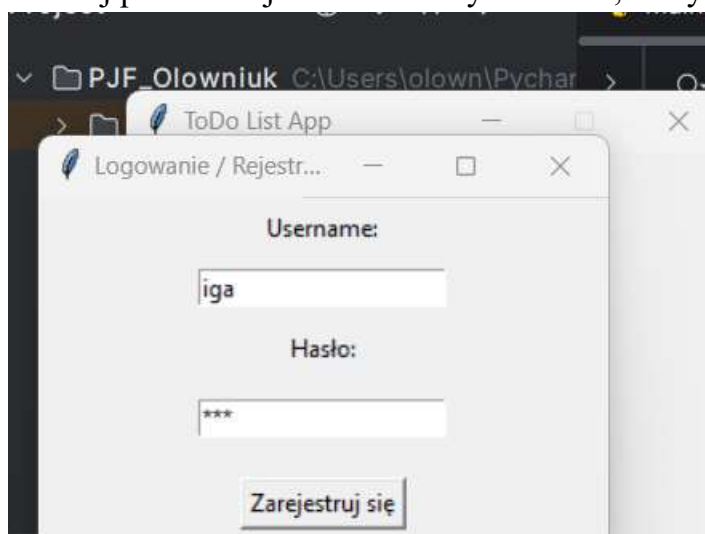 PJF_Olowniuk C:\Users\olown\Pychar
ToDo List App
Logowanie / Rejestr...
Username:
iga
Hasło:
***
Zarejestruj się